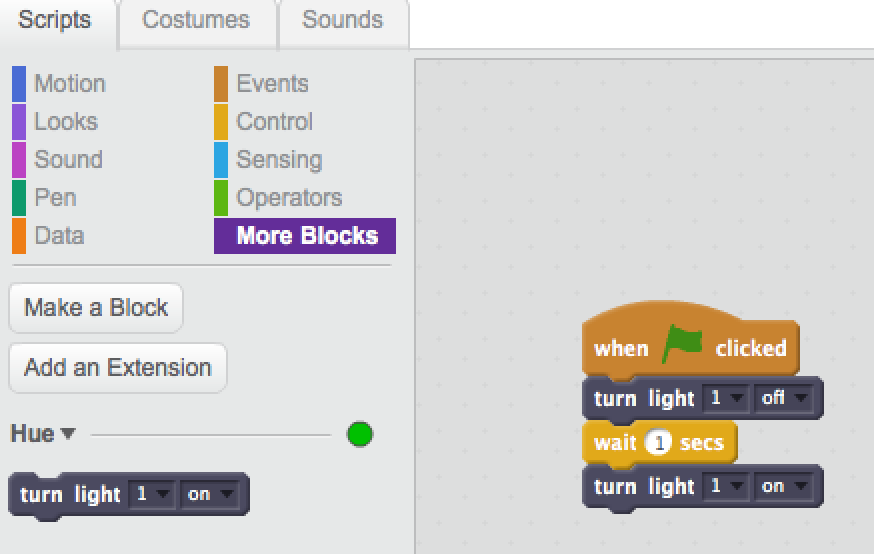 Scripts Costumes Sounds
Motion Events
Looks Control
Sound Sensing
Pen Operators
Data More Blocks
Make a Block
Add an Extension
Hue
turn light 1 on
when clicked
turn light 1 off
wait 1 secs
turn light 1 on